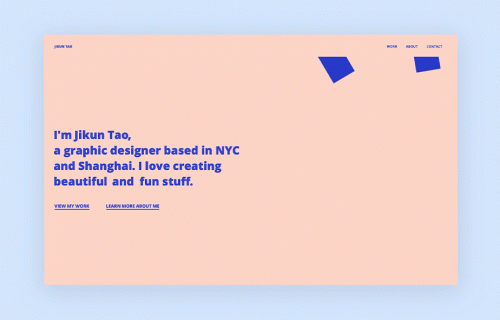 JIKUN TAO
WORK ABOUT CONTACT
I'm Jikun Tao,
a graphic designer based in NYC
and Shanghai. I love creating
beautiful and fun stuff.
VIEW MY WORK LEARN MORE ABOUT ME